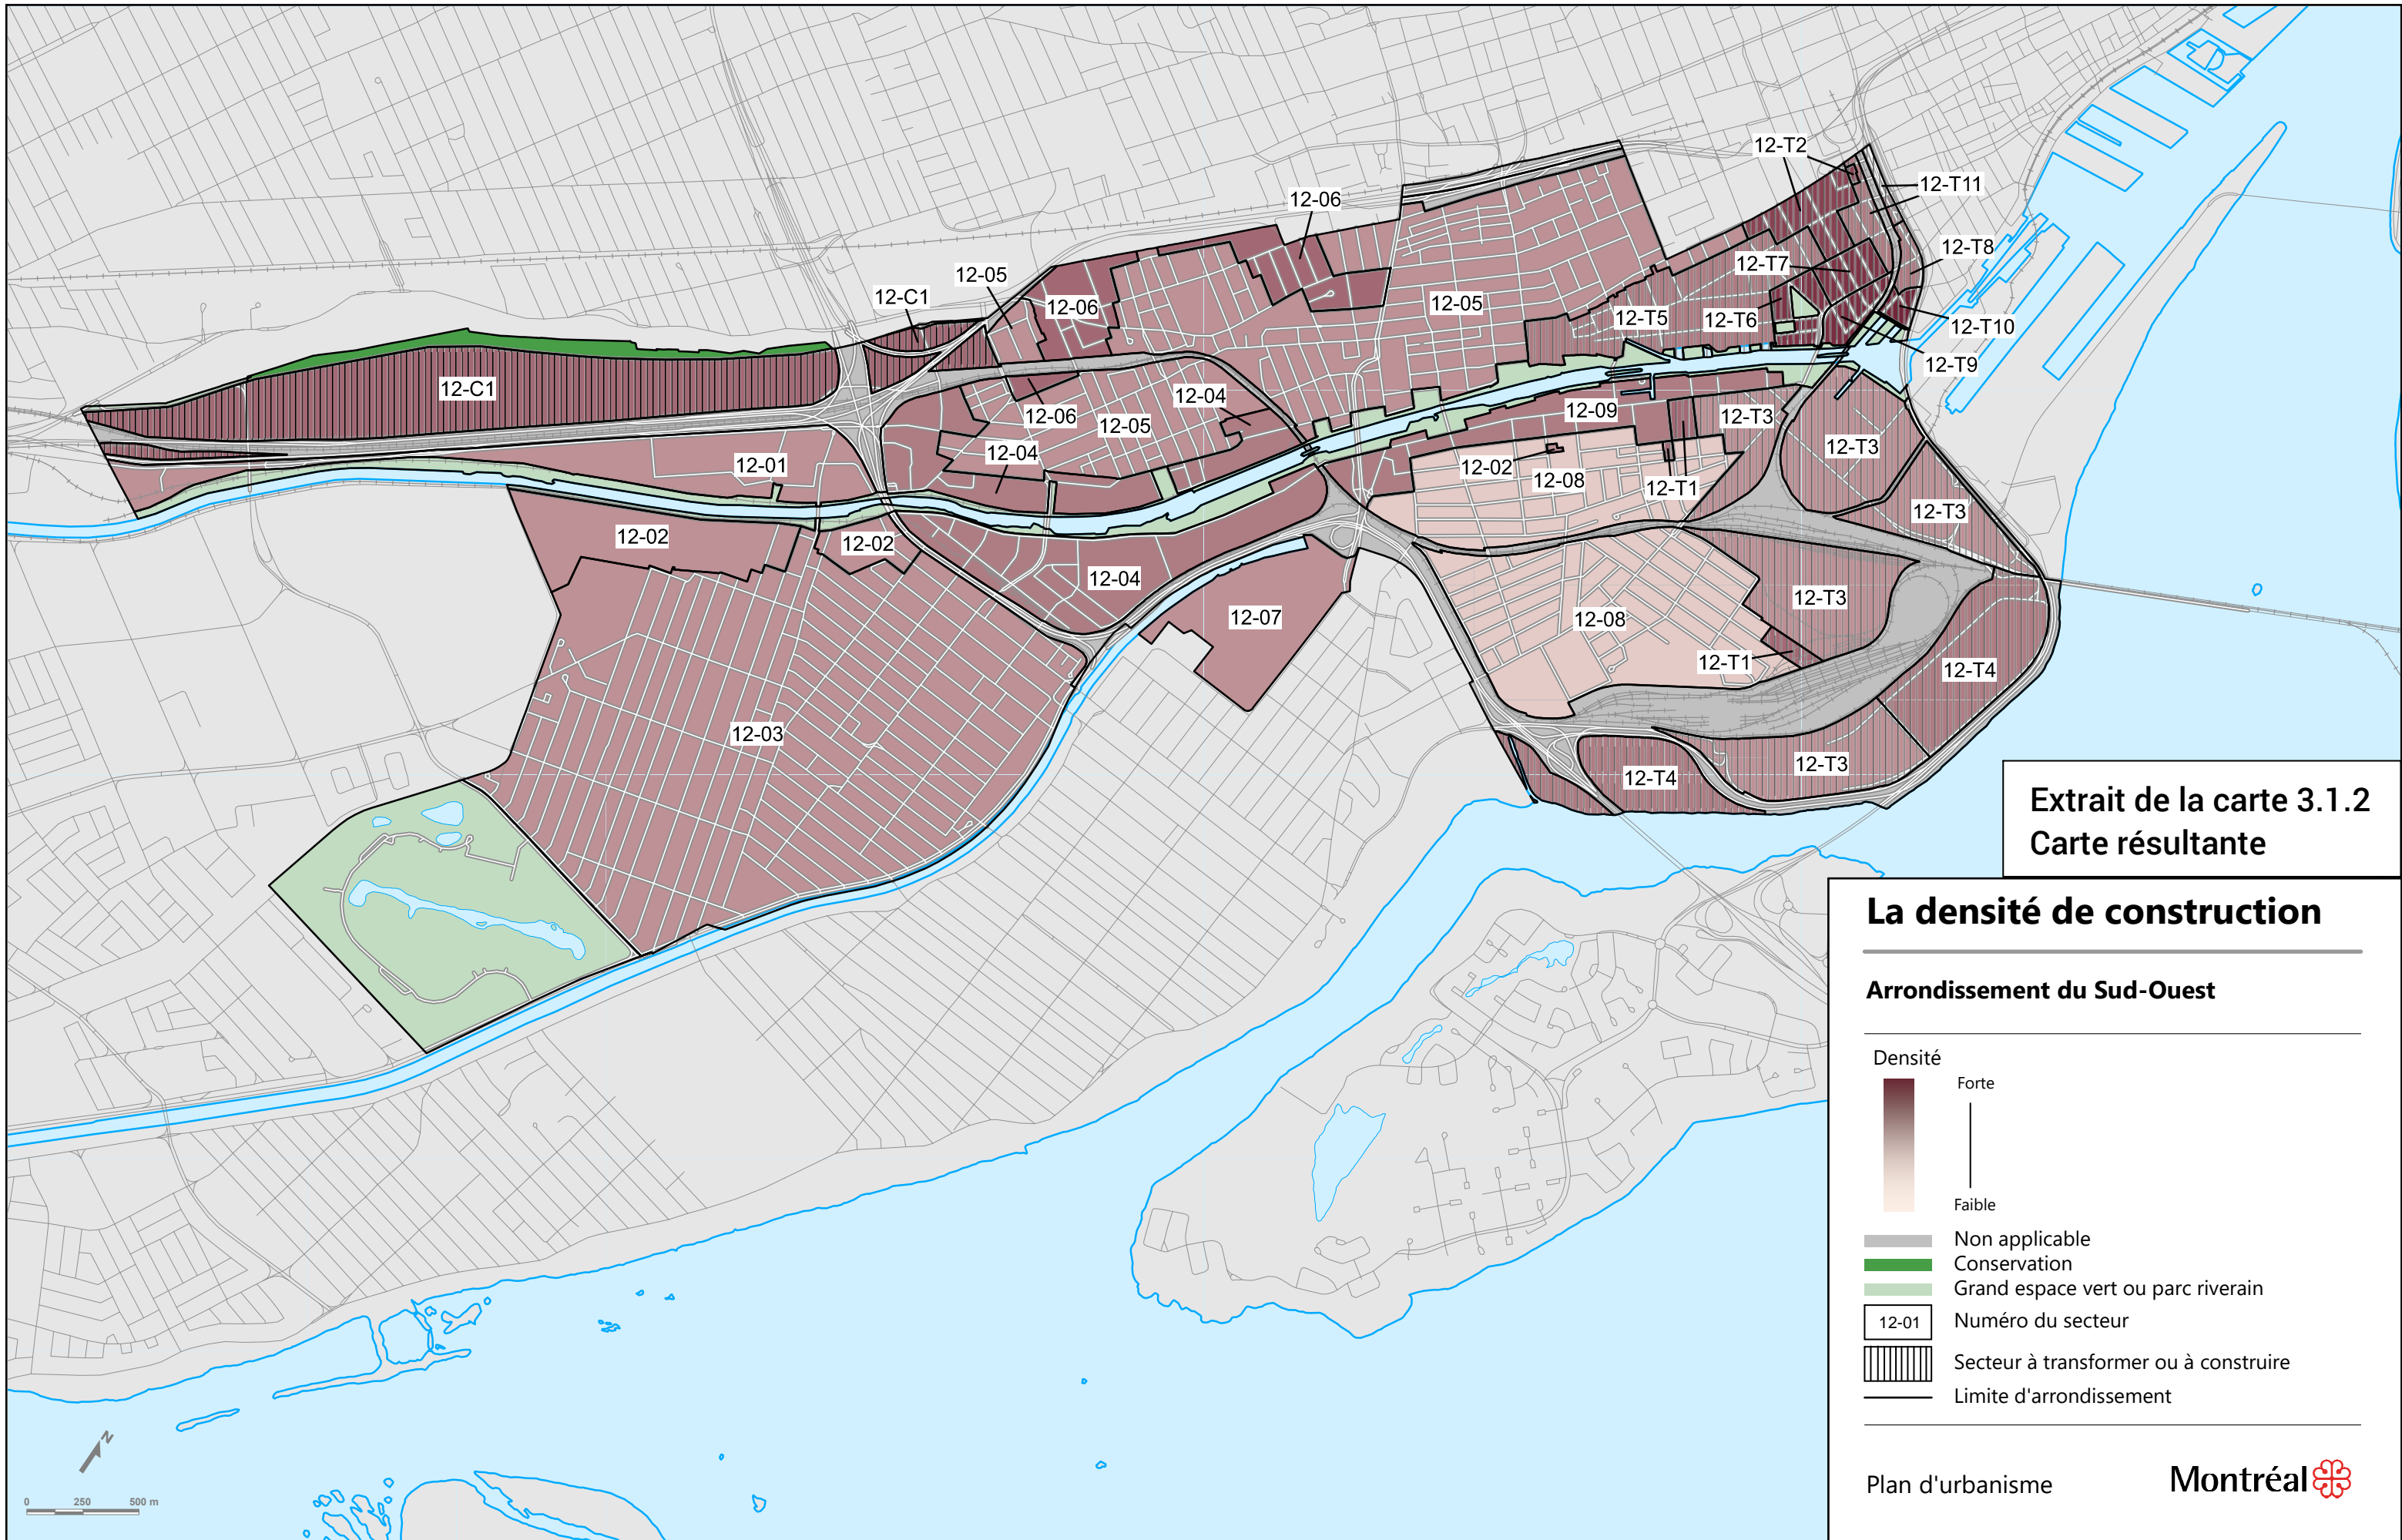 12-T2
12-T11
12-06
12-T8
12-05
12-T7
12-C1
12-06
12-05
12-T5
12-T6
12-T10
12-T9
12-C1
12-04
12-06
12-05
12-09
12-T3
12-T3
12-04
12-01
12-02
12-08
12-T1
12-T3
12-02
12-02
12-04
12-T3
12-07
12-08
12-T1
12-T4
12-03
12-T3
12-T4
Extrait de la carte 3.1.2
Carte résultante
La densité de construction
Arrondissement du Sud-Ouest
Densité
Forte
Faible
Non applicable
Conservation
Grand espace vert ou parc riverain
12-01 Numéro du secteur
Secteur à transformer ou à construire
Limite d'arrondissement
N
0 250 500 m
Plan d'urbanisme
Montréal